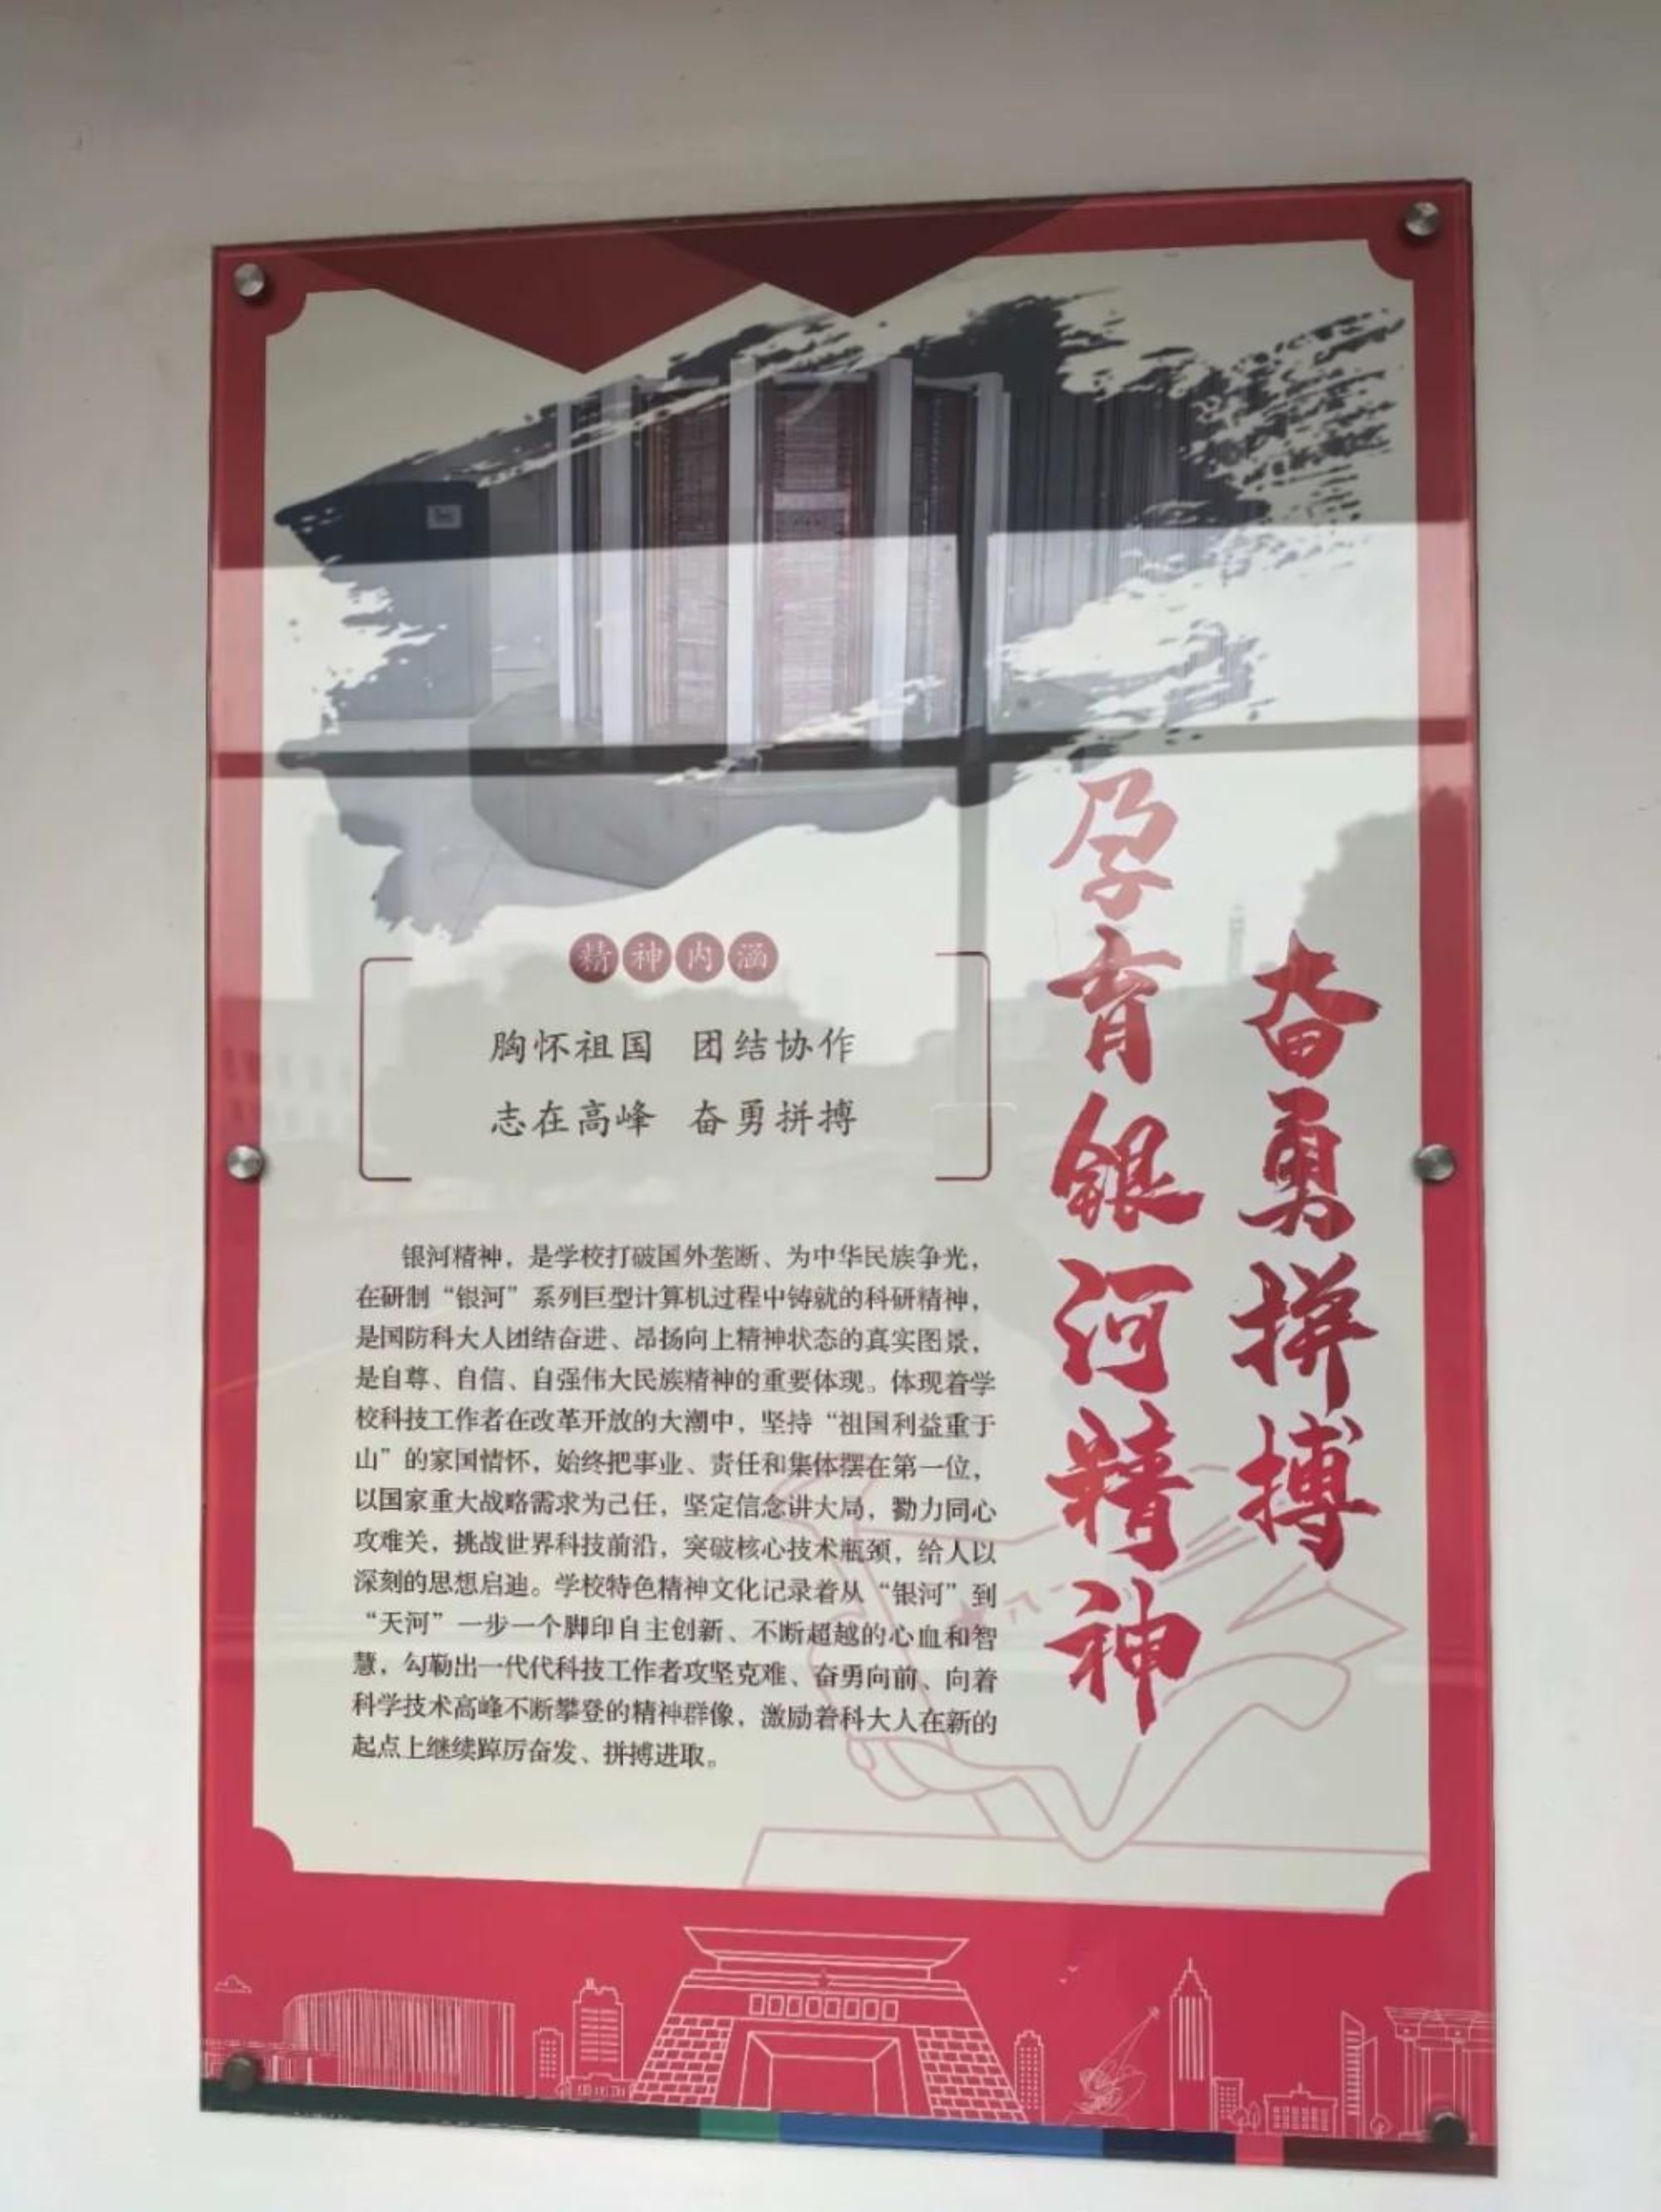 奋勇拼搏
孕育银河精神
精神内涵
胸怀祖国 团结协作
志在高峰 奋勇拼搏
银河精神，是学校打破国外垄断、为中华民族争光，
在研制“银河”系列巨型计算机过程中铸就的科研精神，
是国防科大人团结奋进、昂扬向上精神状态的真实图景，
是自尊、自信、自强伟大民族精神的重要体现。体现着学
校科技工作者在改革开放的大潮中，坚持“祖国利益重于
山”的家国情怀，始终把事业、责任和集体摆在第一位，
以国家重大战略需求为己任，坚定信念讲大局，勠力同心
攻难关，挑战世界科技前沿，突破核心技术瓶颈，给人以
深刻的思想启迪。学校特色精神文化记录着从“银河”到
“天河”一步一个脚印自主创新、不断超越的心血和智
慧，勾勒出一代代科技工作者攻坚克难、奋勇向前、向着
科学技术高峰不断攀登的精神群像，激励着科大人在新的
起点上继续踔厉奋发、拼搏进取。